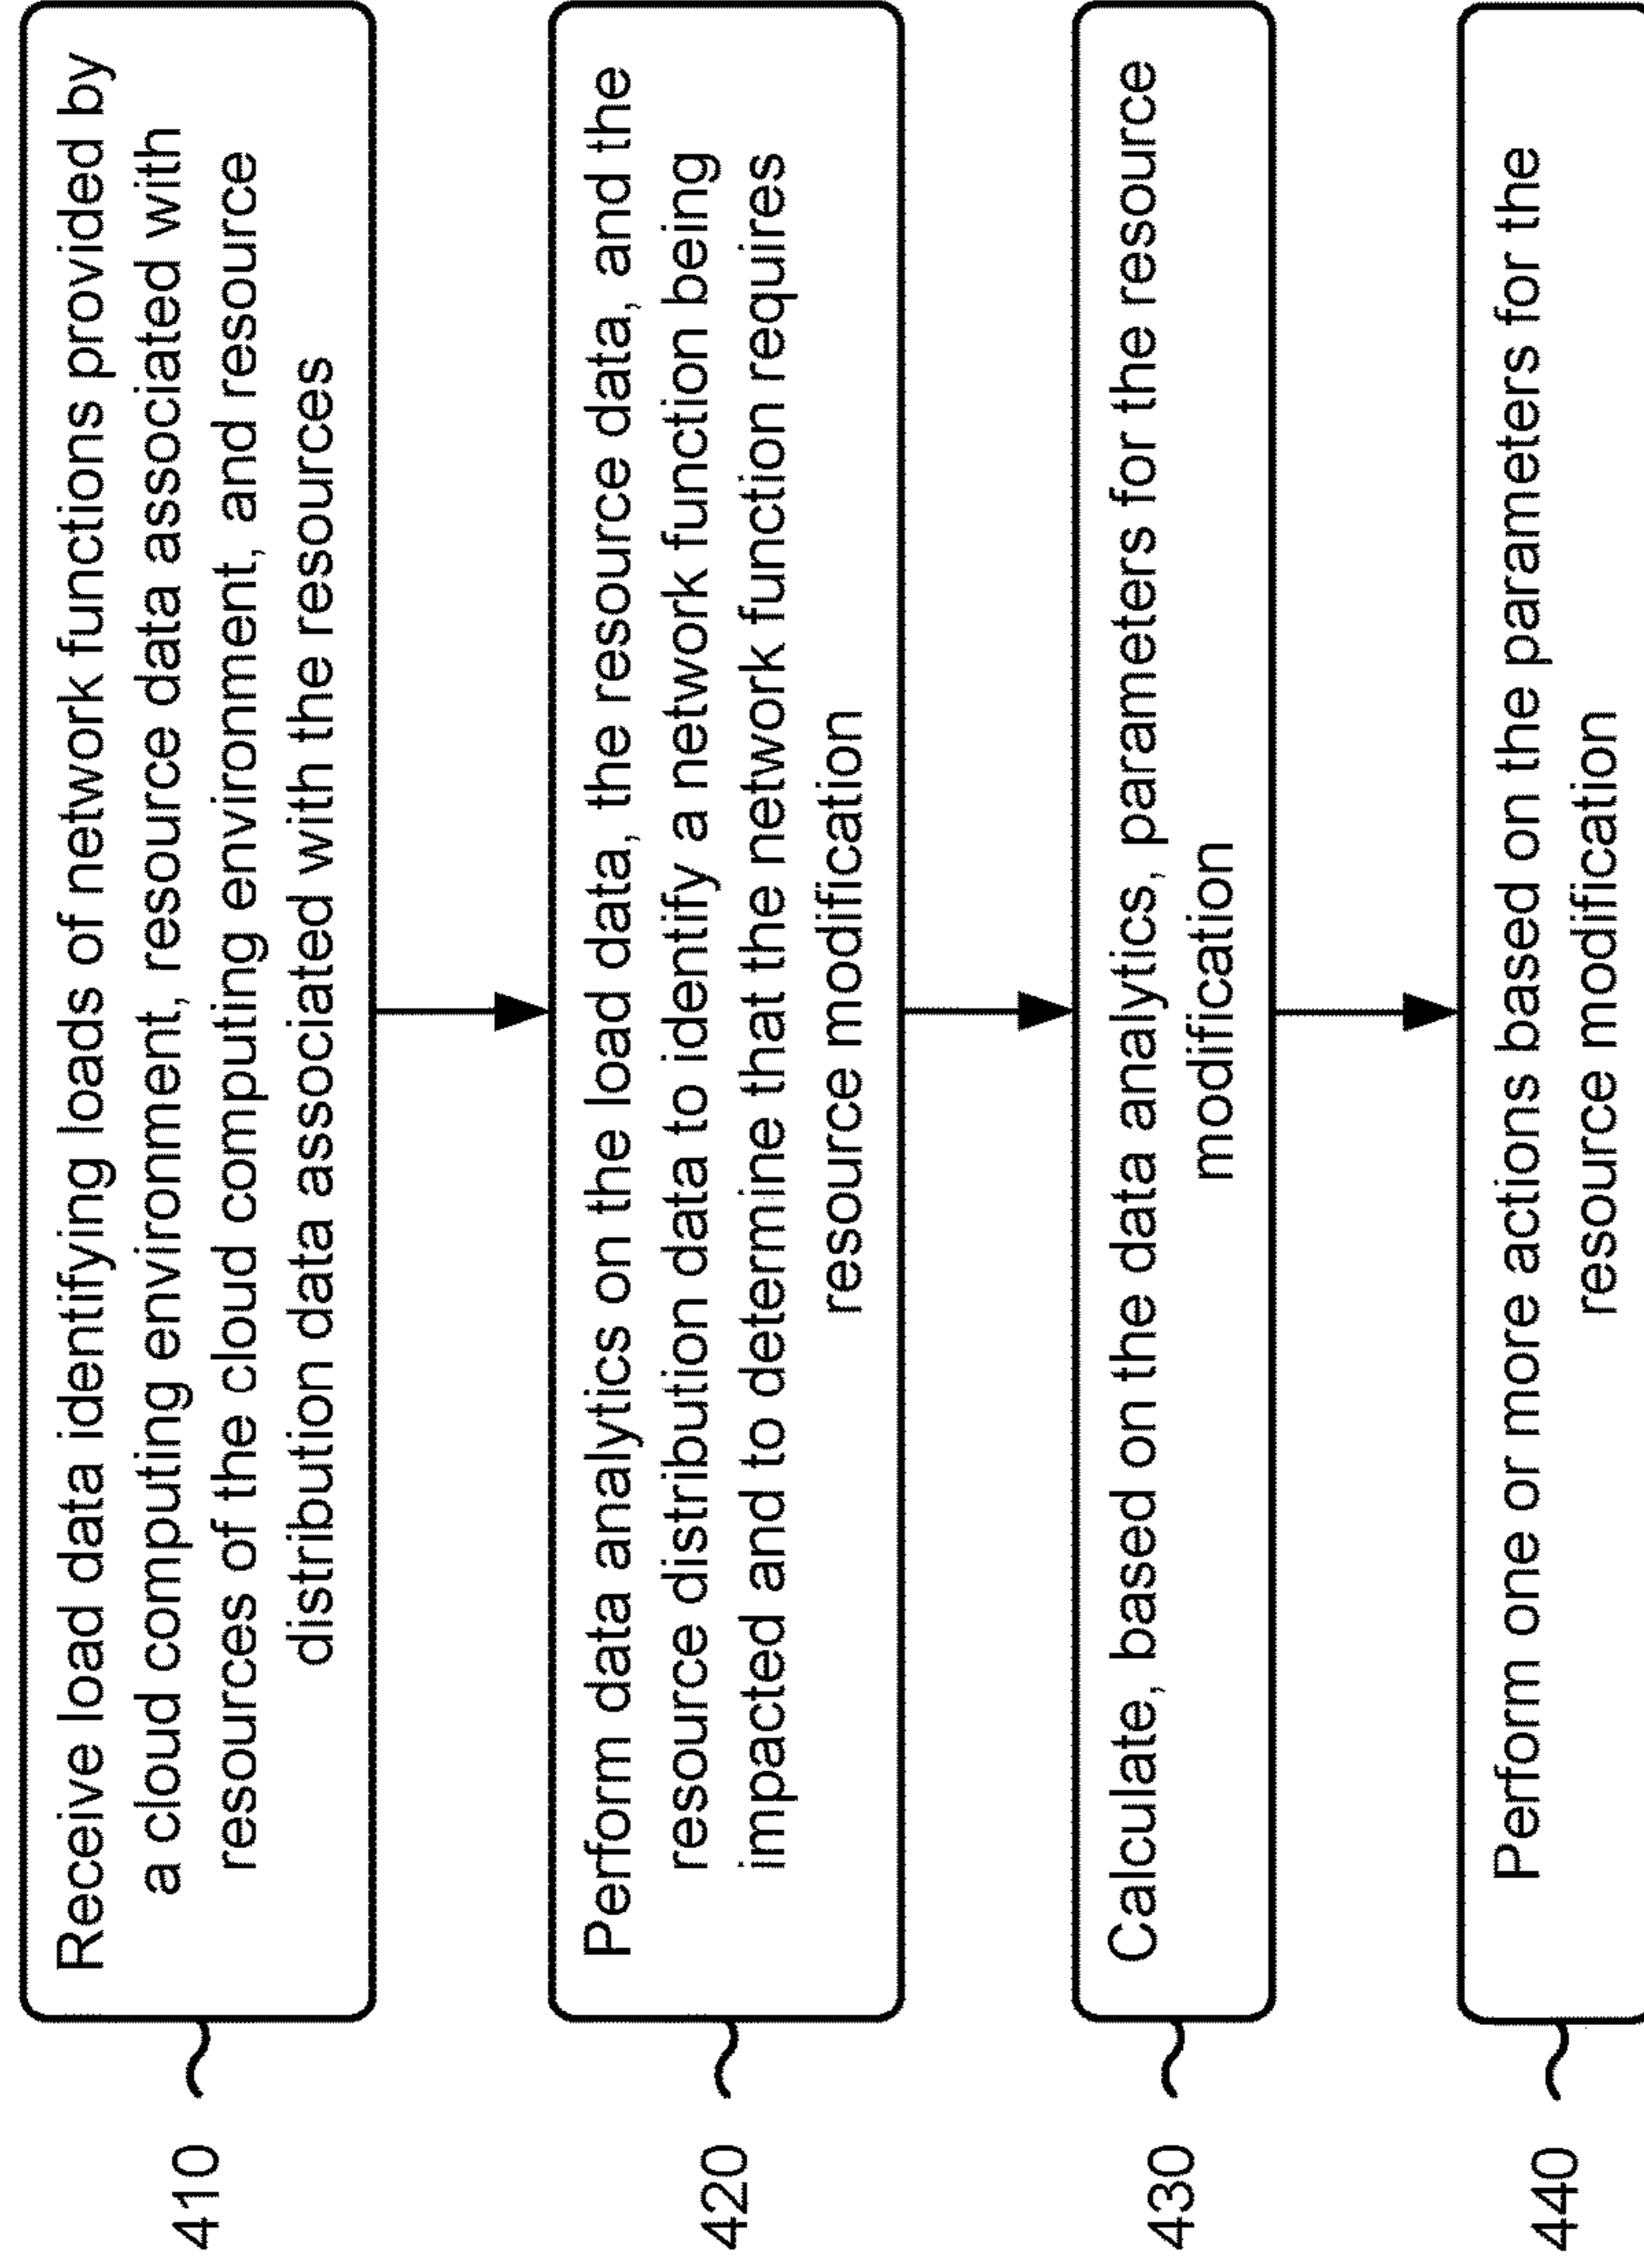 410
Receive load data identifying loads of network functions provided by
a cloud computing environment, resource data associated with
resources of the cloud computing environment, and resource
distribution data associated with the resources
420
Perform data analytics on the load data, the resource data, and the
resource distribution data to identify a network function being
impacted and to determine that the network function requires
resource modification
430
Calculate, based on the data analytics, parameters for the resource
modification
440
Perform one or more actions based on the parameters for the
resource modification